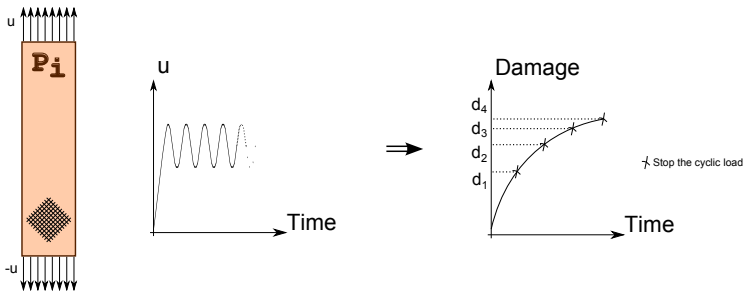 u
Pi
-u
u
Time
Damage
d4
d3
d2
d1
Time
Stop the cyclic load